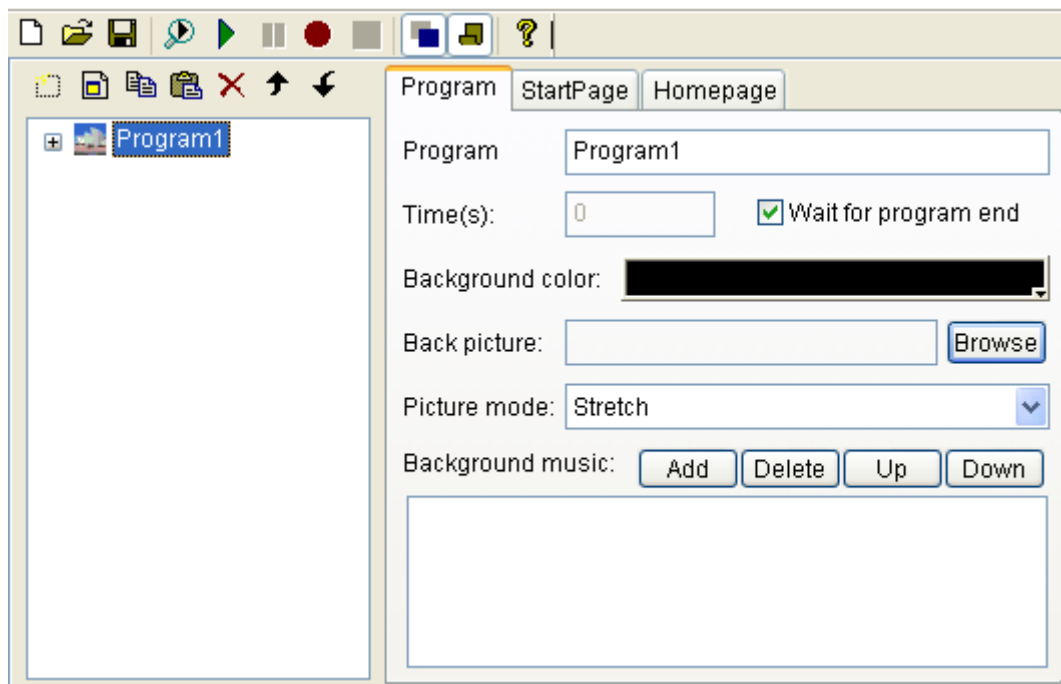 Program1
Program StartPage Homepage
Program Program1
Time(s): 0 Wait for program end
Background color:
Back picture: Browse
Picture mode: Stretch
Background music: Add Delete Up Down